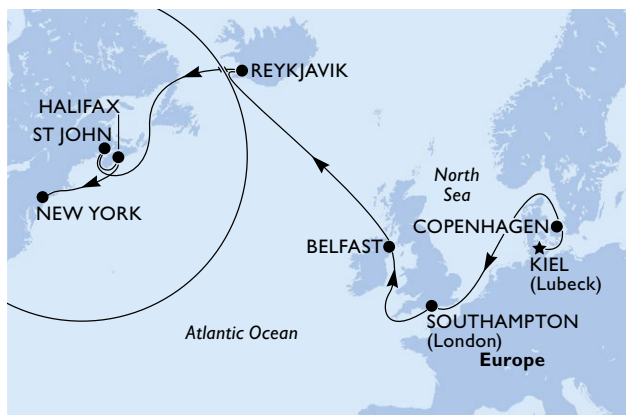 REYKJAVIK
HALIFAX
ST JOHN
NEW YORK
North
Sea
COPENHAGEN
BELFAST
KIEL
(Lubeck)
SOUTHAMPTON
(London)
Atlantic Ocean
Europe